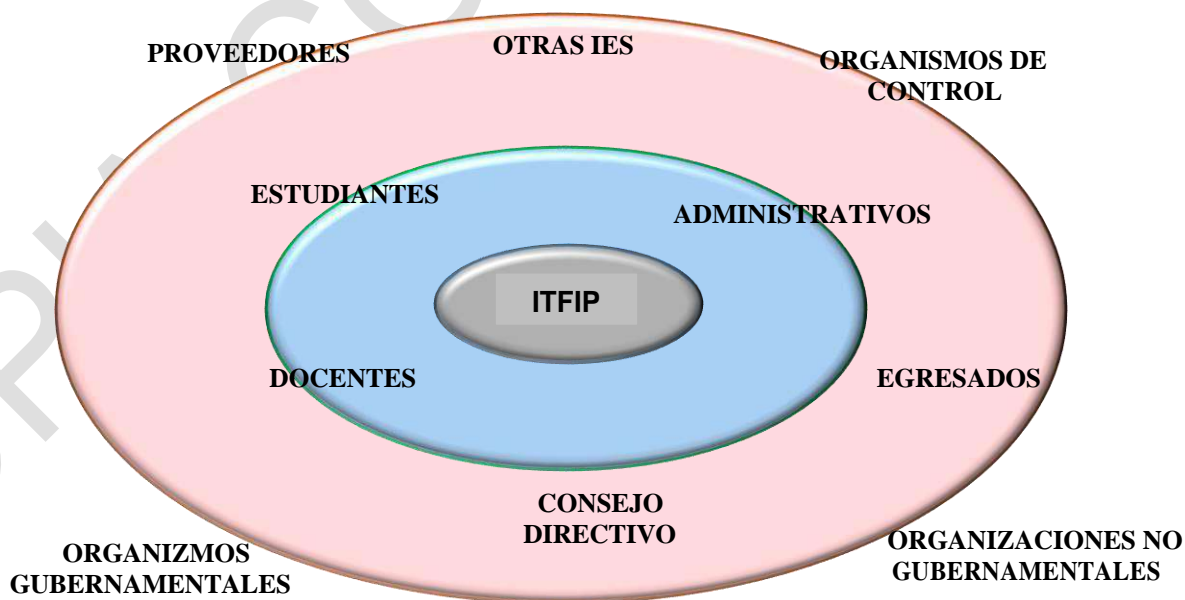 PROVEEDORES
OTRAS IES
ORGANISMOS DE
CONTROL
ESTUDIANTES
ADMINISTRATIVOS
ITFIP
DOCENTES
EGRESADOS
CONSEJO
DIRECTIVO
ORGANIZMOS
GUBERNAMENTALES
ORGANIZACIONES NO
GUBERNAMENTALES